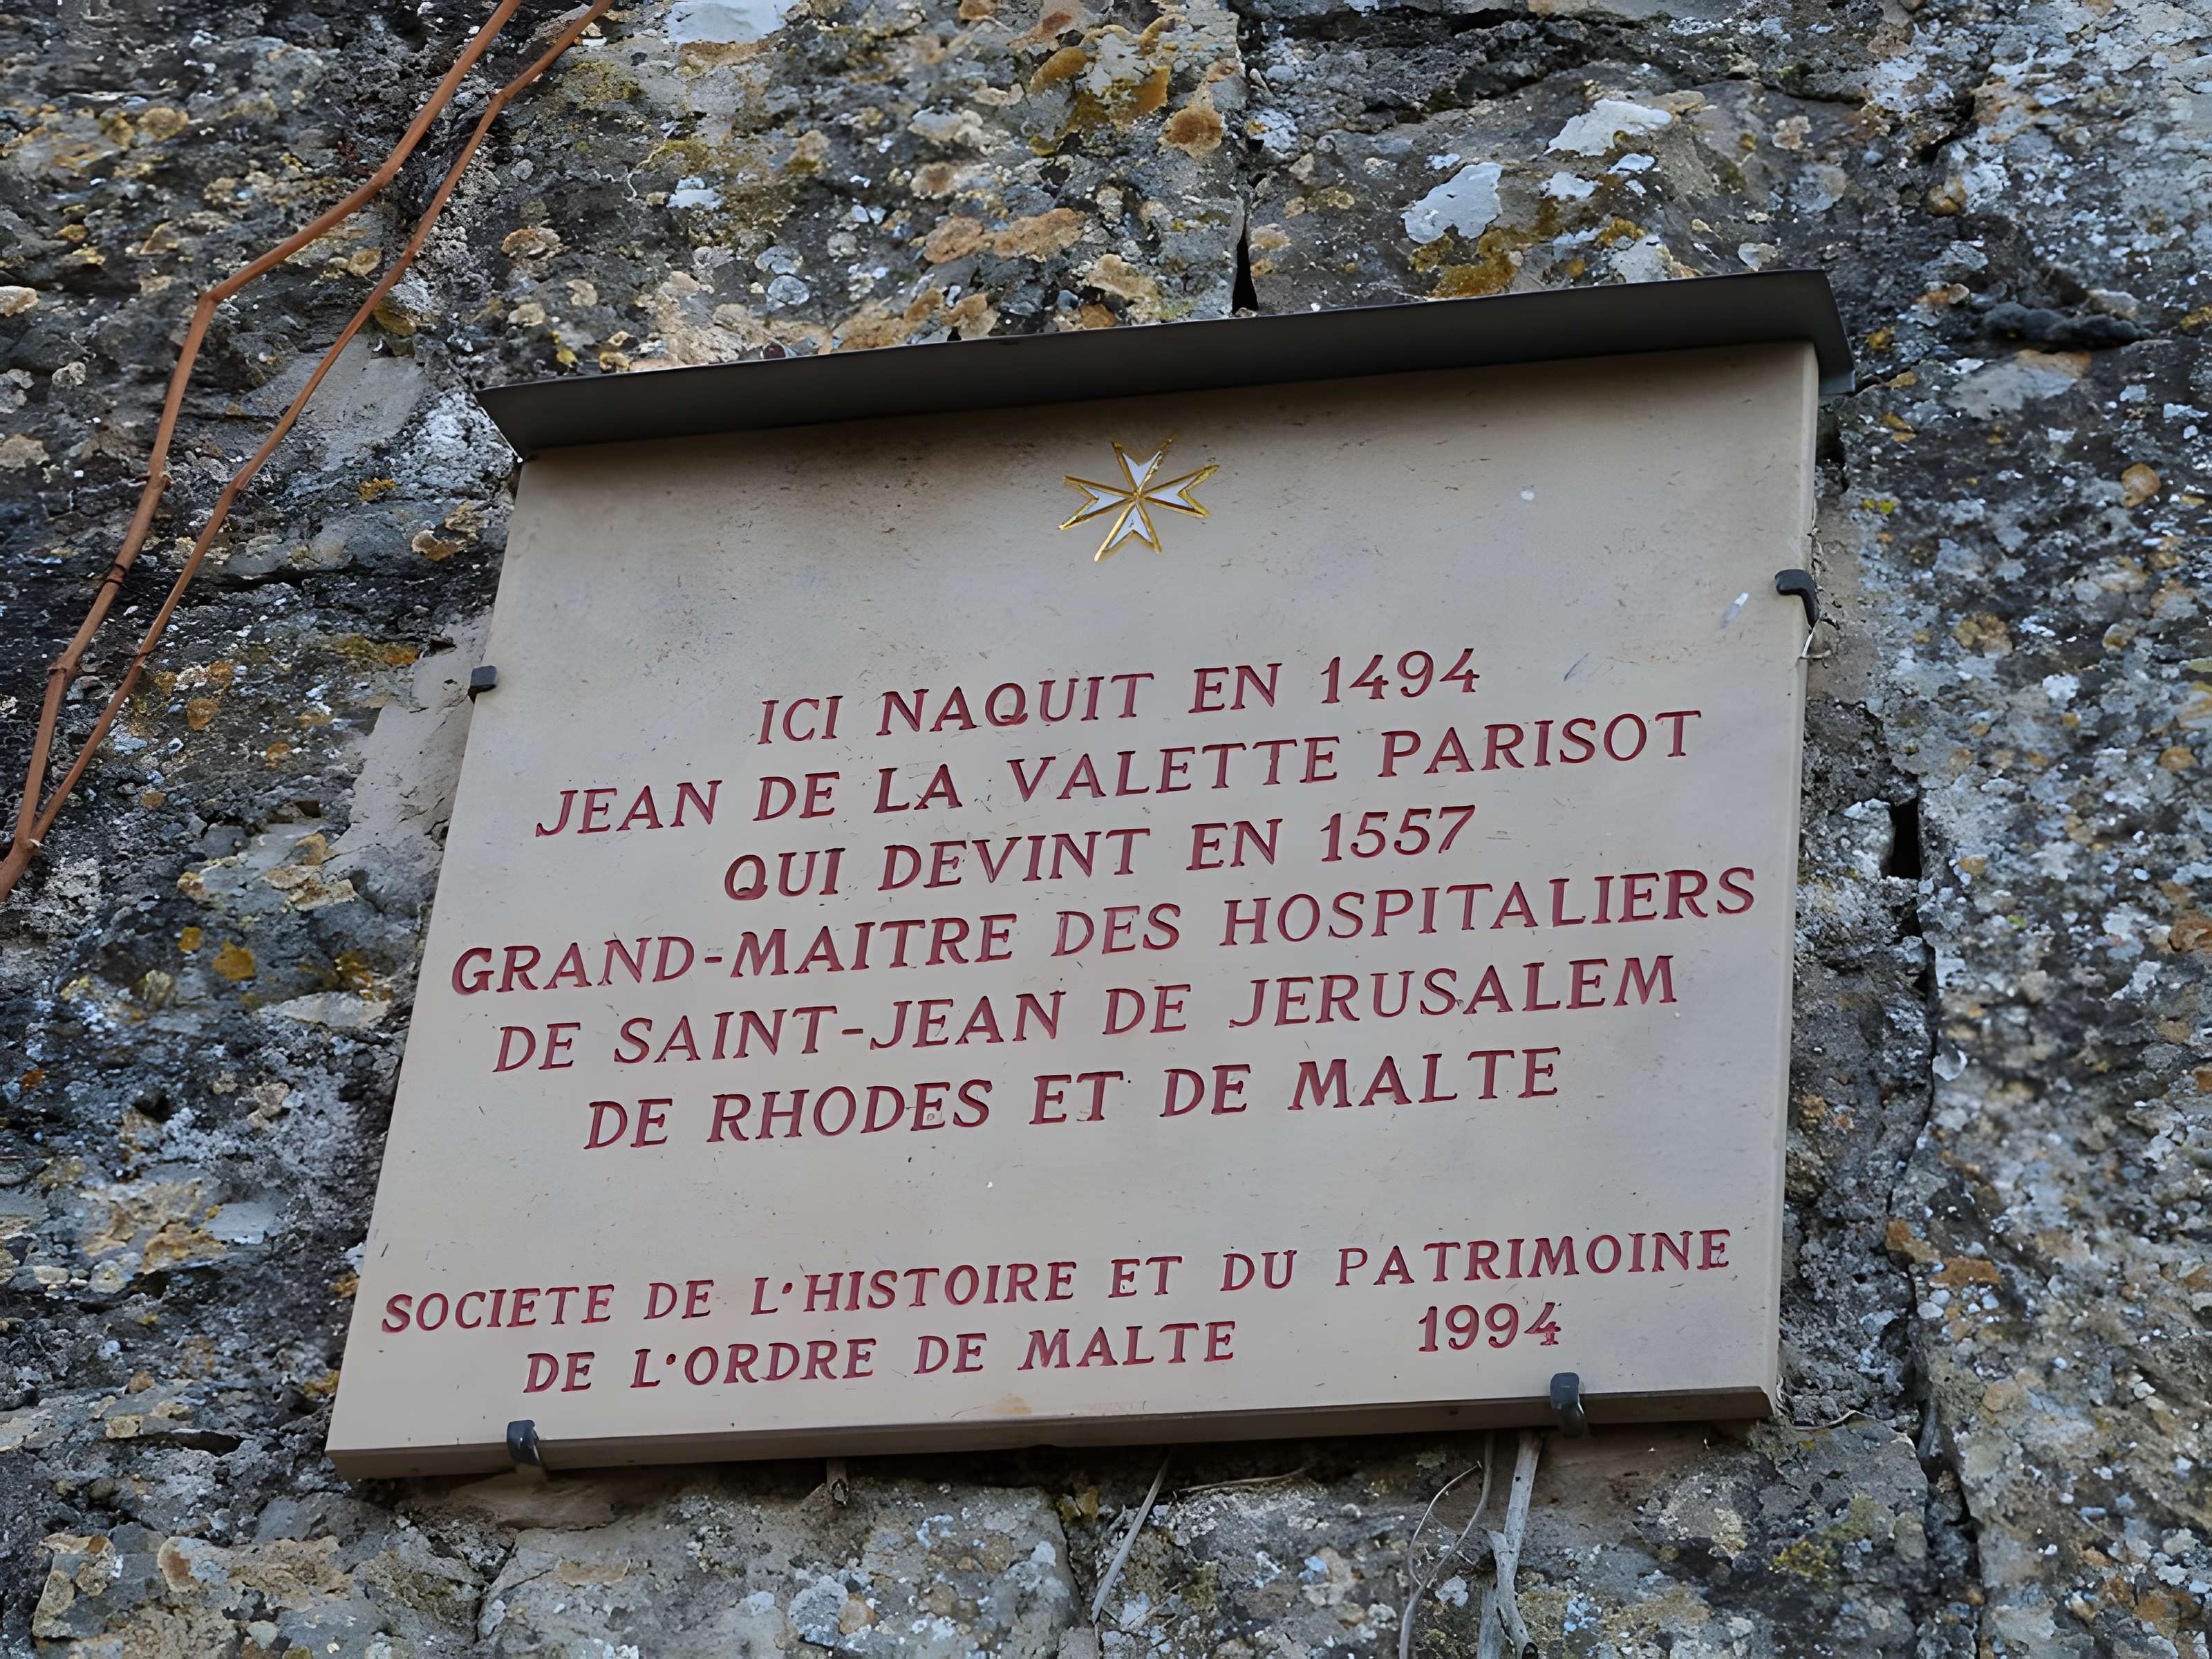 ICI NAQUIT EN 1494
JEAN DE LA VALETTE PARISOT
QUI DEVINT EN 1557
GRAND-MAITRE DES HOSPITALIERS
DE SAINT-JEAN DE JERUSALEM
DE RHODES ET DE MALTE
SOCIETE DE L'HISTOIRE ET DU PATRIMOINE
DE L'ORDRE DE MALTE 1994